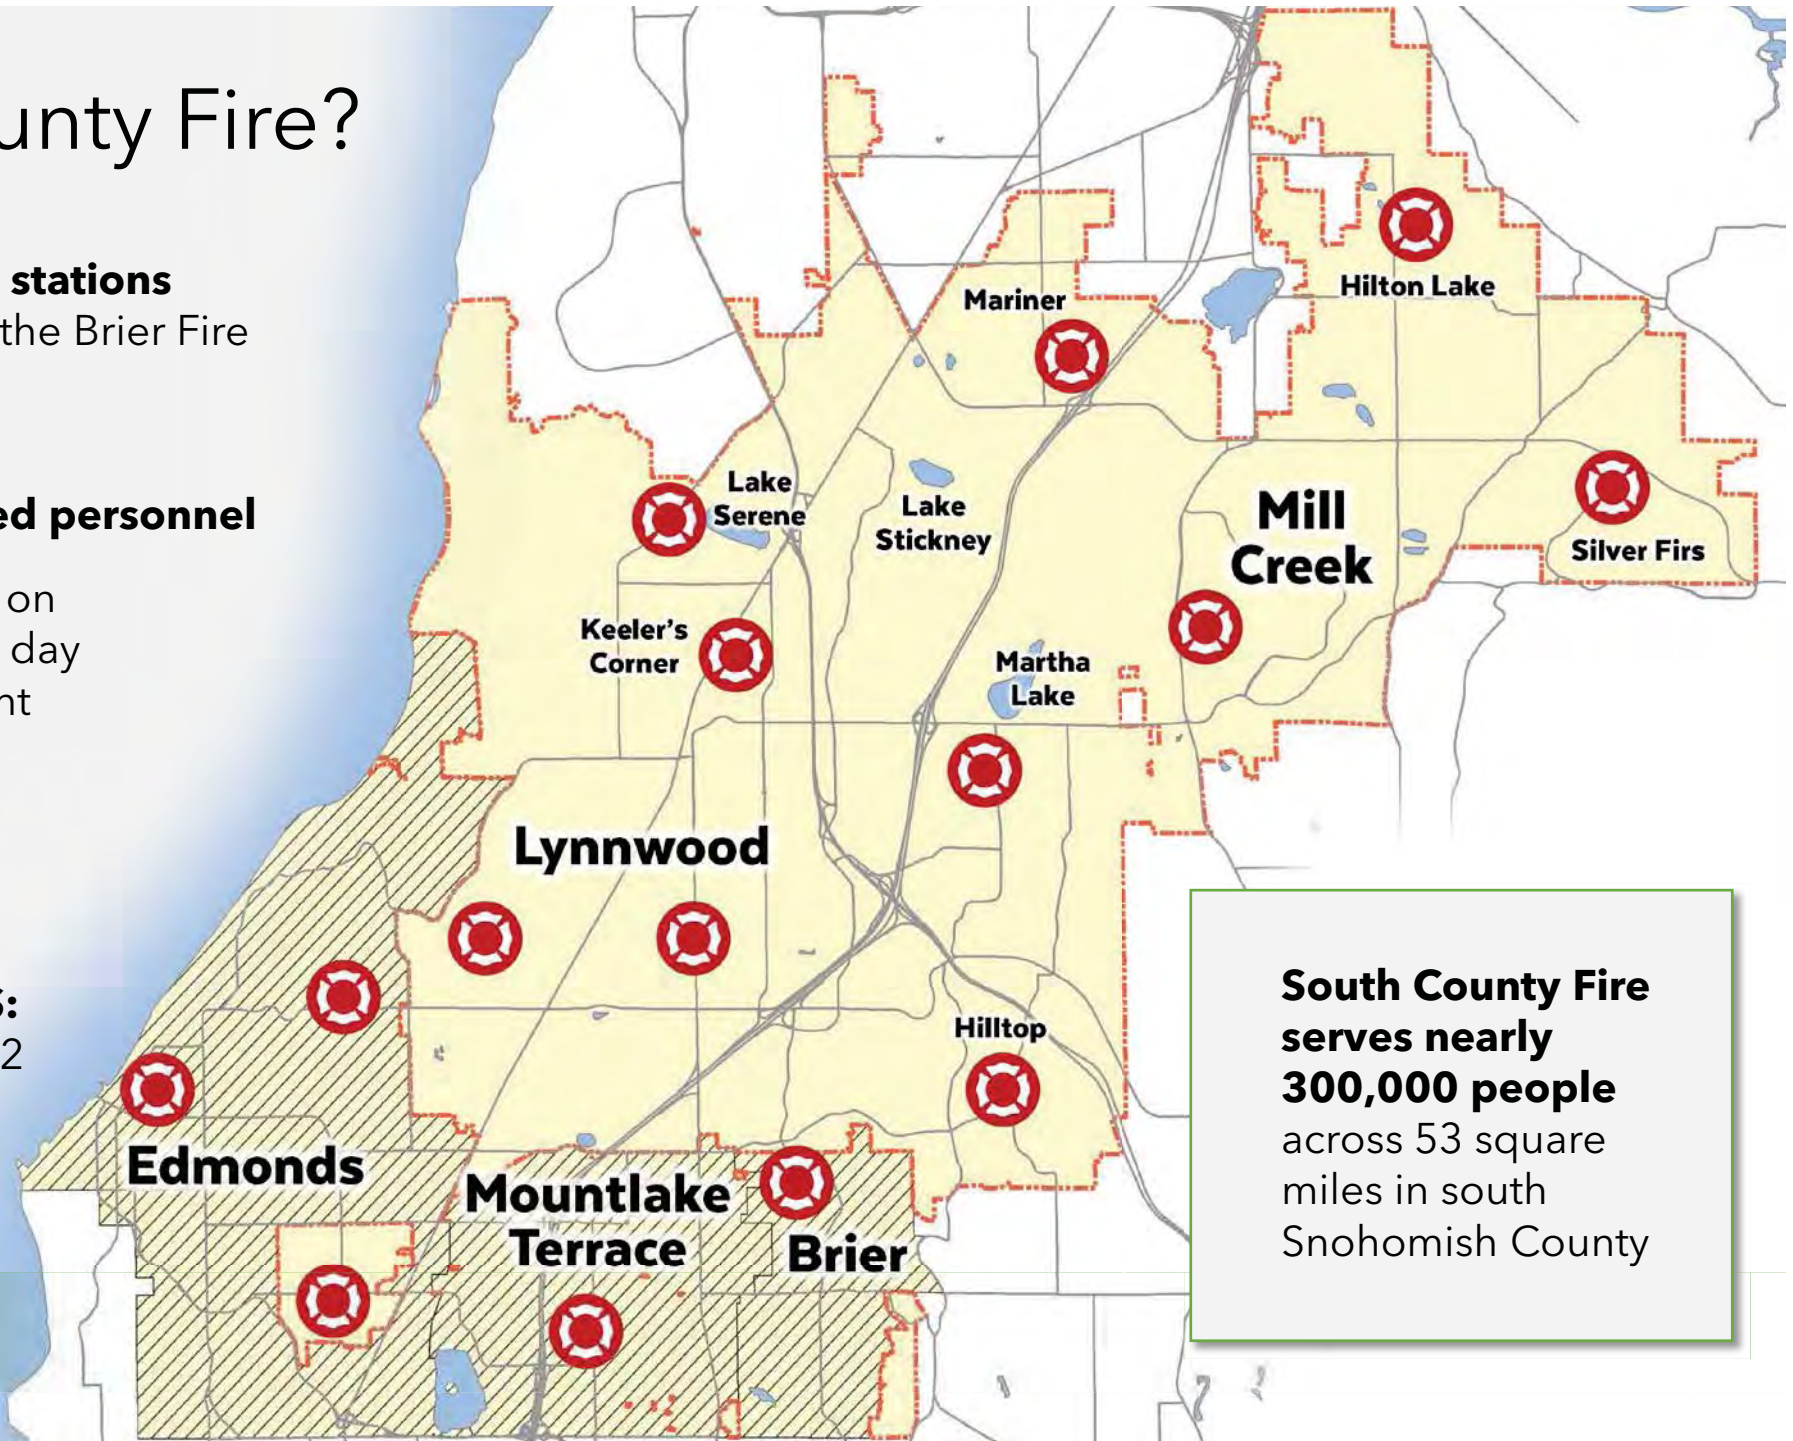 unty Fire?
stations
the Brier Fire
ed personnel
on
day
nt
S:
2
Hilton Lake
Mariner
Lake
Serene
Lake
Stickney
Mill
Creek
Silver Firs
Keeler's
Corner
Martha
Lake
Lynnwood
Hilltop
Edmonds
Mountlake
Terrace
Brier
South County Fire
serves nearly
300,000 people
across 53 square
miles in south
Snohomish County